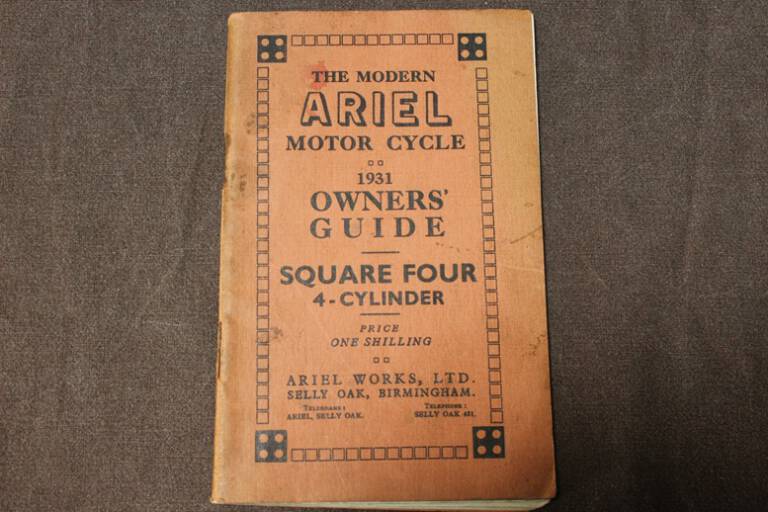 THE MODERN
ARIEL
MOTOR CYCLE
1931
OWNERS'
GUIDE
SQUARE FOUR
4-CYLINDER
PRICE
ONE SHILLING
ARIEL WORKS, LTD.
SELLY OAK, BIRMINGHAM.
TELEGRAMS:
ARIEL, SELLY OAK.
TELEPHONE:
SELLY OAK 451.